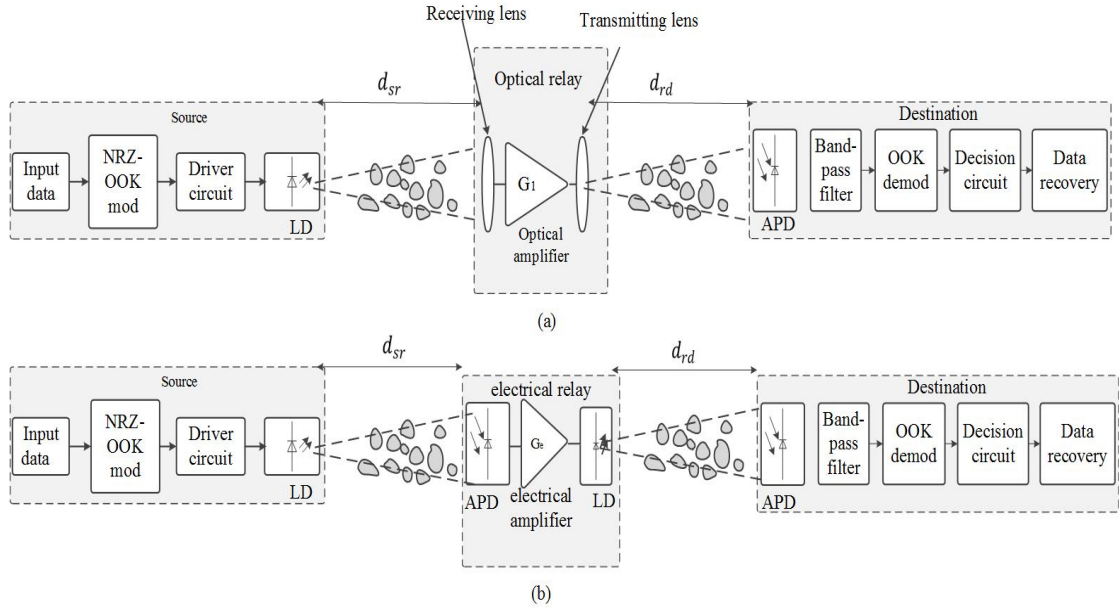 Receiving lens
Transmitting lens
Optical relay
d_sr
d_rd
Source
Destination
Input
data
NRZ-
OOK
mod
Driver
circuit
LD
G1
Optical
amplifier
APD
Band-
pass
filter
OOK
demod
Decision
circuit
Data
recovery
(a)
d_sr
d_rd
Source
electrical relay
Destination
Input
data
NRZ-
OOK
mod
Driver
circuit
LD
APD
Ge
electrical
amplifier
LD
APD
Band-
pass
filter
OOK
demod
Decision
circuit
Data
recovery
(b)